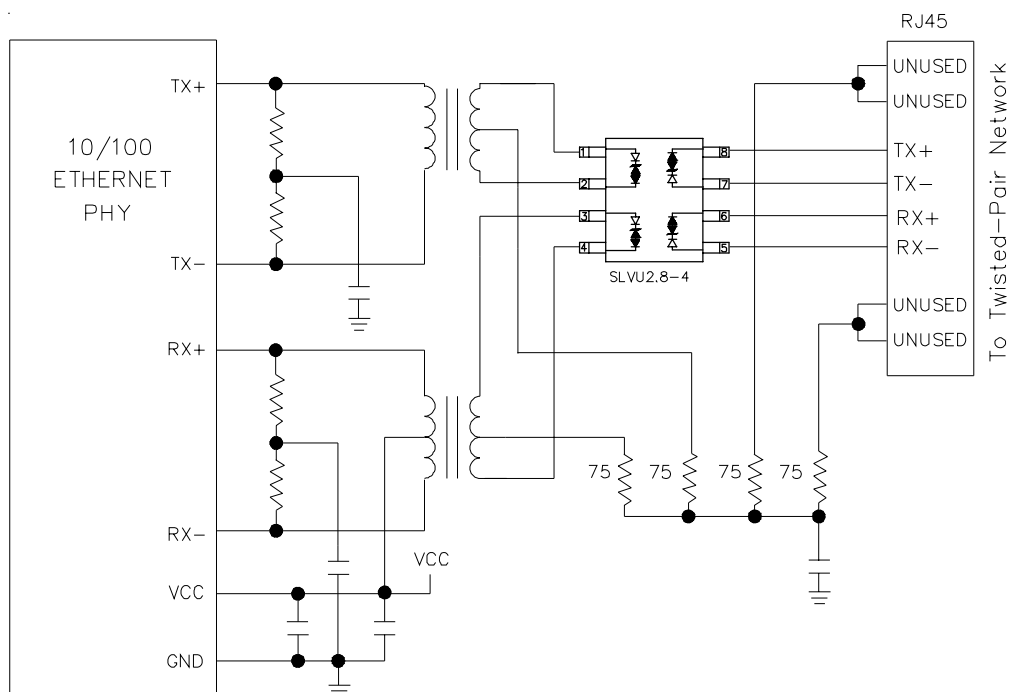 RJ45
10/100
ETHERNET
PHY
TX+
TX-
RX+
RX-
VCC
GND
VCC
1
2
3
4
8
7
6
5
SLVU2.8-4
UNUSED
UNUSED
TX+
TX-
RX+
RX-
UNUSED
UNUSED
To Twisted-Pair Network
75
75
75
75